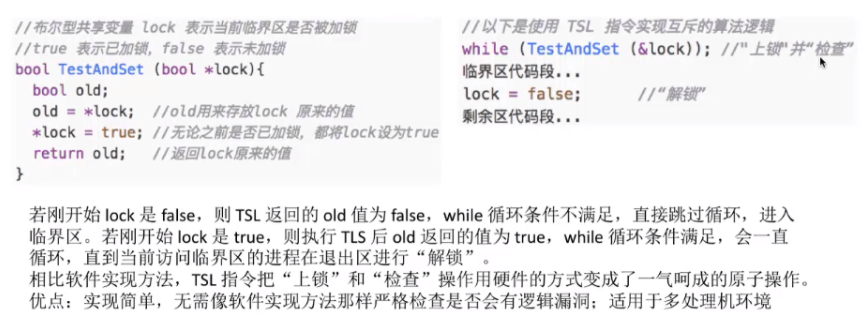 //布尔型共享变量 lock 表示当前临界区是否被加锁
//true 表示已加锁，false 表示未加锁
bool TestAndSet (bool *lock){
bool old;
old = *lock; //old用来存放lock 原来的值
*lock = true; //无论之前是否已加锁，都将lock设为true
return old; //返回lock原来的值
}
//以下是使用 TSL 指令实现互斥的算法逻辑
while (TestAndSet (&lock)); //"上锁"并“检查”
临界区代码段...
lock = false; //“解锁”
剩余区代码段...
若刚开始 lock 是 false，则 TSL 返回的 old 值为 false，while 循环条件不满足，直接跳过循环，进入
临界区。若刚开始 lock 是 true，则执行 TLS 后 old 返回的值为 true，while 循环条件满足，会一直
循环，直到当前访问临界区的进程在退出区进行“解锁”。
相比软件实现方法，TSL 指令把“上锁”和“检查”操作用硬件的方式变成了一气呵成的原子操作。
优点：实现简单，无需像软件实现方法那样严格检查是否会有逻辑漏洞；适用于多处理机环境